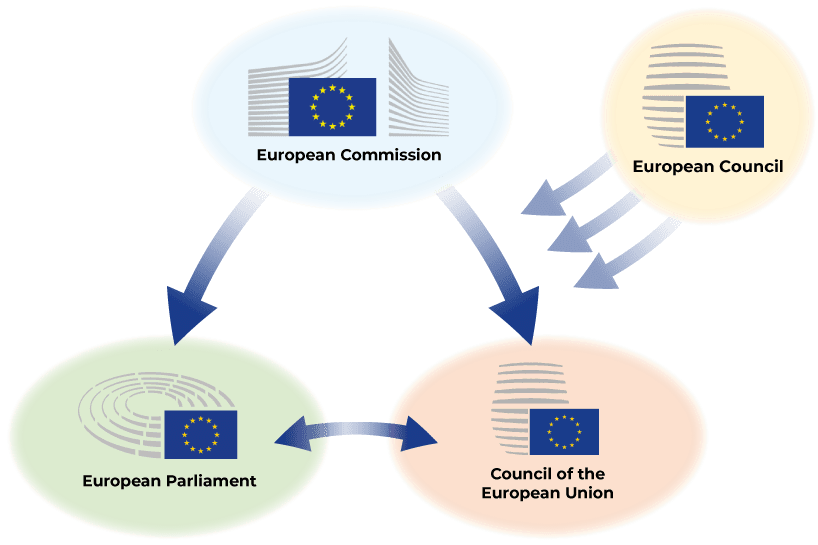 European Commission
European Council
European Parliament
Council of the
European Union